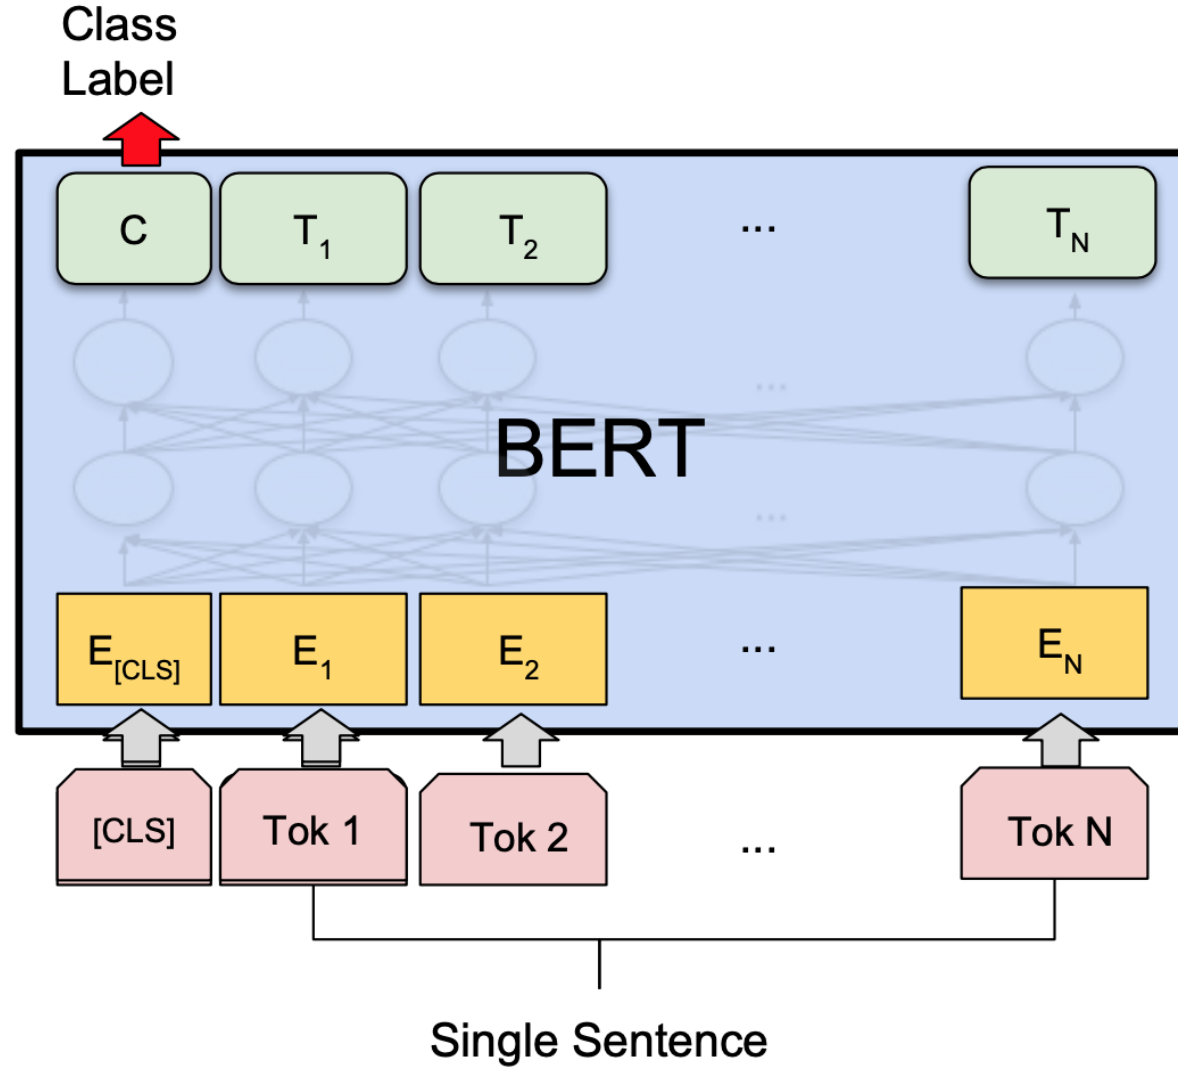 Class
Label
C T1 T2 ... TN
...
BERT
...
E[CLS] E1 E2 ... EN
[CLS] Tok 1 Tok 2 ... Tok N
Single Sentence